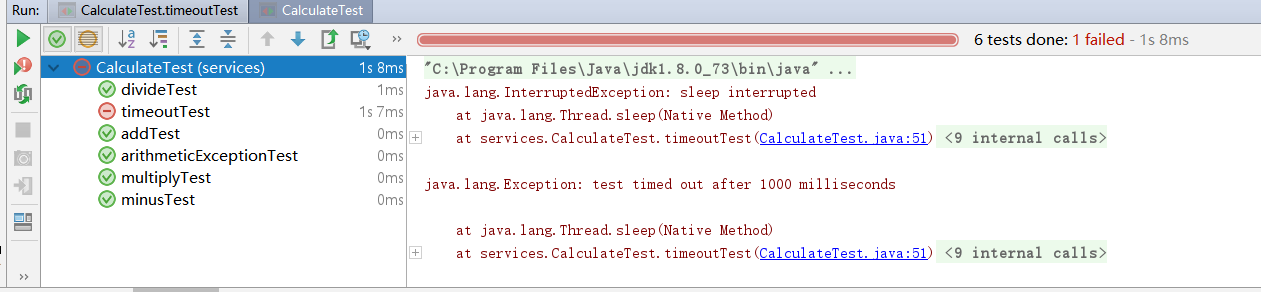 Run: CalculateTest.timeoutTest CalculateTest
6 tests done: 1 failed - 1s 8ms
CalculateTest (services) 1s 8ms
divideTest 1ms
timeoutTest 1s 7ms
addTest 0ms
arithmeticExceptionTest 0ms
multiplyTest 0ms
minusTest 0ms
"C:\Program Files\Java\jdk1.8.0_73\bin\java" ...
java.lang.InterruptedException: sleep interrupted
at java.lang.Thread.sleep(Native Method)
at services.CalculateTest.timeoutTest(CalculateTest.java:51) <9 internal calls>
java.lang.Exception: test timed out after 1000 milliseconds
at java.lang.Thread.sleep(Native Method)
at services.CalculateTest.timeoutTest(CalculateTest.java:51) <9 internal calls>